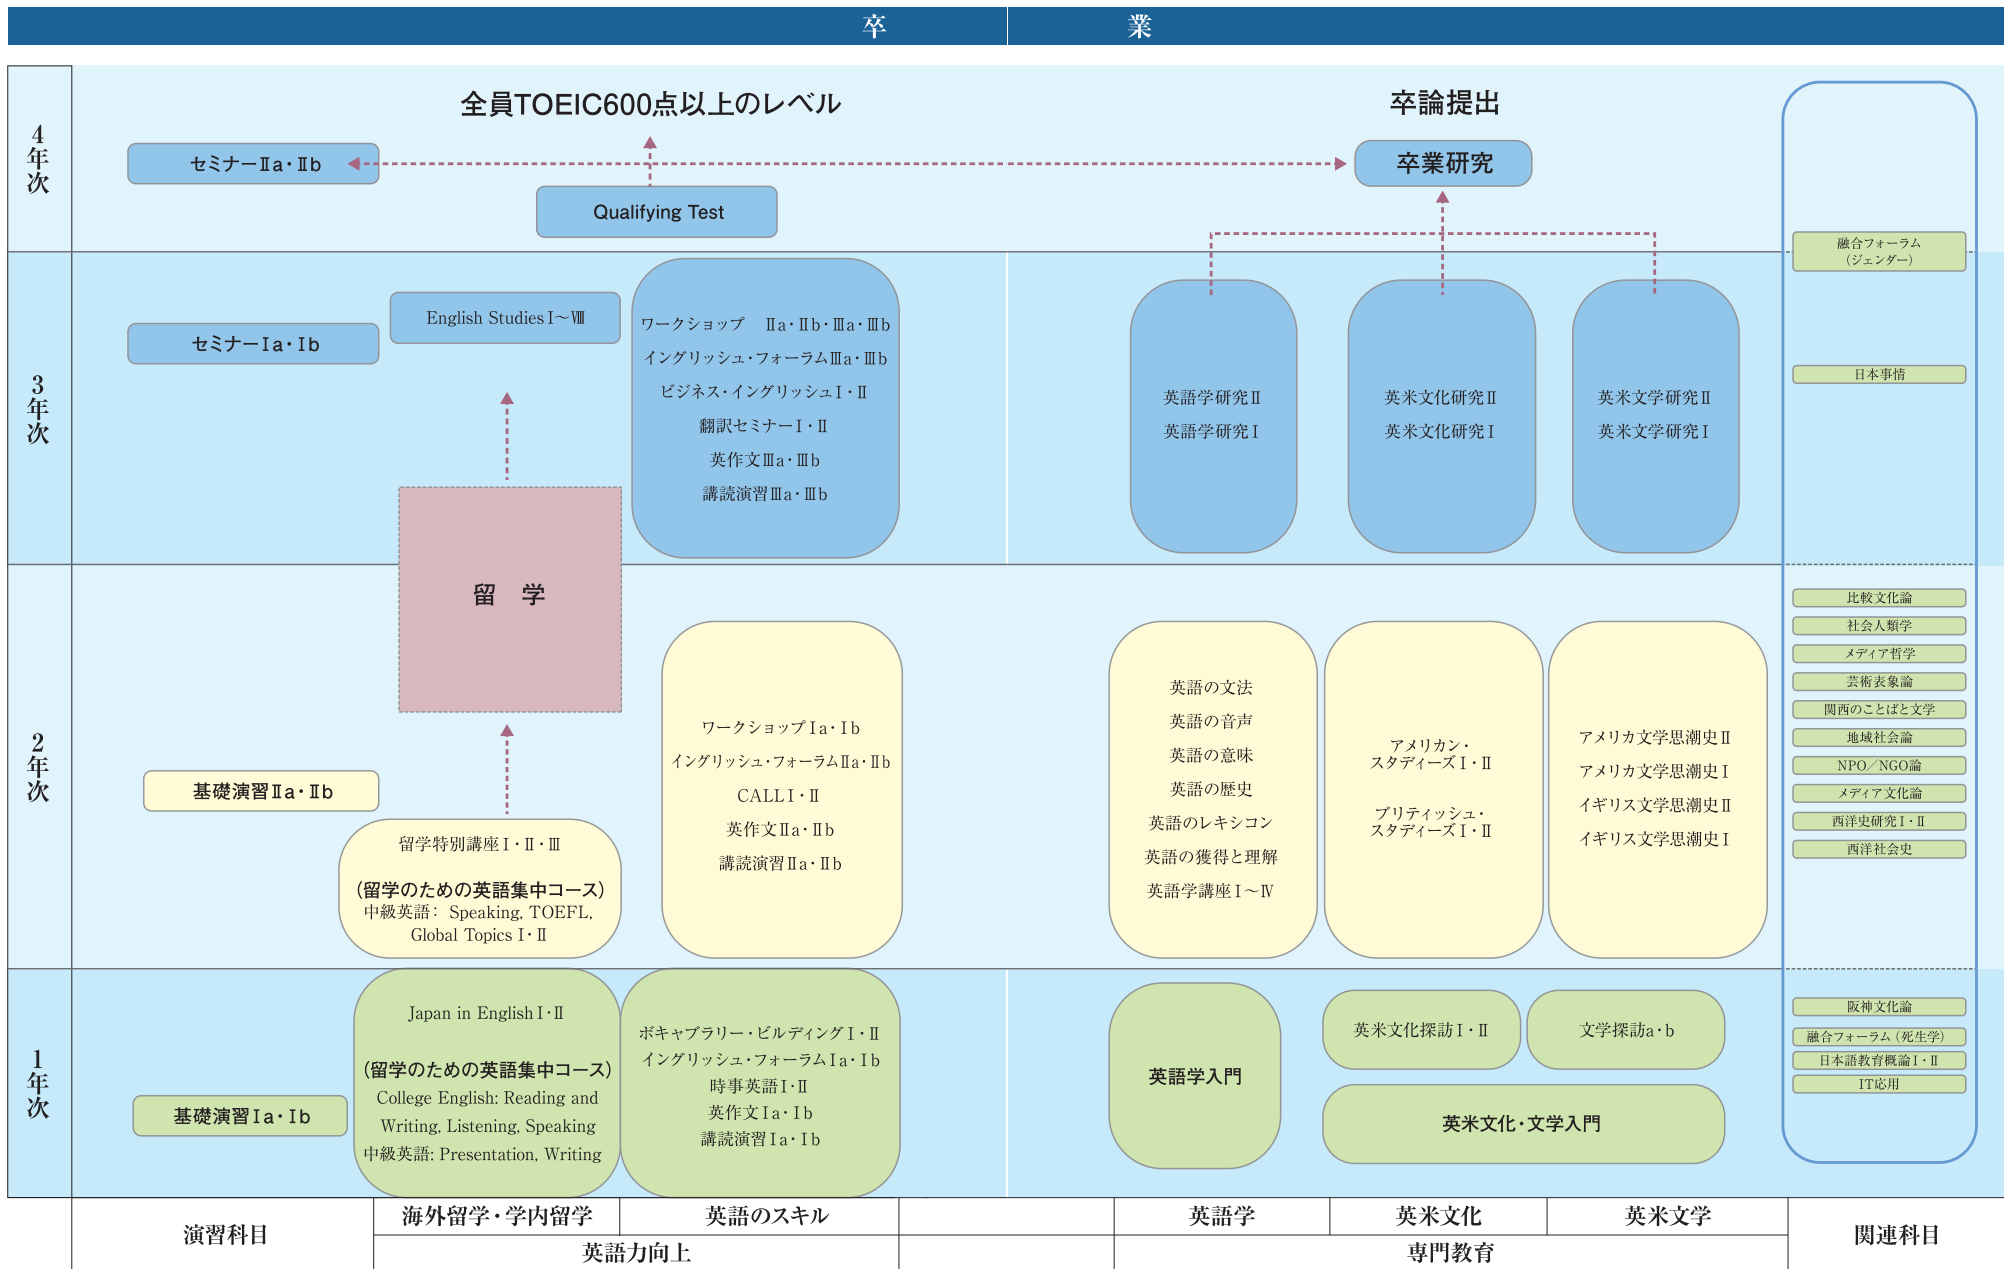 卒 業
4年次
全員TOEIC600点以上のレベル
卒論提出
セミナーⅡa・Ⅱb
卒業研究
Qualifying Test
融合フォーラム
（ジェンダー）
3年次
セミナーⅠa・Ⅰb
English Studies Ⅰ〜Ⅷ
ワークショップ　Ⅱa・Ⅱb・Ⅲa・Ⅲb
イングリッシュ・フォーラムⅢa・Ⅲb
ビジネス・イングリッシュⅠ・Ⅱ
翻訳セミナーⅠ・Ⅱ
英作文Ⅲa・Ⅲb
講読演習Ⅲa・Ⅲb
英語学研究Ⅱ
英語学研究Ⅰ
英米文化研究Ⅱ
英米文化研究Ⅰ
英米文学研究Ⅱ
英米文学研究Ⅰ
日本事情
留　学
2年次
基礎演習Ⅱa・Ⅱb
留学特別講座Ⅰ・Ⅱ・Ⅲ
（留学のための英語集中コース）
中級英語： Speaking, TOEFL,
Global Topics Ⅰ・Ⅱ
ワークショップⅠa・Ⅰb
イングリッシュ・フォーラムⅡa・Ⅱb
CALLⅠ・Ⅱ
英作文Ⅱa・Ⅱb
講読演習Ⅱa・Ⅱb
英語の文法
英語の音声
英語の意味
英語の歴史
英語のレキシコン
英語の獲得と理解
英語学講座Ⅰ〜Ⅳ
アメリカン・
スタディーズⅠ・Ⅱ
ブリティッシュ・
スタディーズⅠ・Ⅱ
アメリカ文学思潮史Ⅱ
アメリカ文学思潮史Ⅰ
イギリス文学思潮史Ⅱ
イギリス文学思潮史Ⅰ
比較文化論
社会人類学
メディア哲学
芸術表象論
関西のことばと文学
地域社会論
NPO／NGO論
メディア文化論
西洋史研究Ⅰ・Ⅱ
西洋社会史
1年次
基礎演習Ⅰa・Ⅰb
Japan in English Ⅰ・Ⅱ
（留学のための英語集中コース）
College English: Reading and
Writing, Listening, Speaking
中級英語: Presentation, Writing
ボキャブラリー・ビルディングⅠ・Ⅱ
イングリッシュ・フォーラムⅠa・Ⅰb
時事英語Ⅰ・Ⅱ
英作文Ⅰa・Ⅰb
講読演習Ⅰa・Ⅰb
英語学入門
英米文化探訪Ⅰ・Ⅱ
文学探訪a・b
英米文化・文学入門
阪神文化論
融合フォーラム（死生学）
日本語教育概論Ⅰ・Ⅱ
IT応用
演習科目
海外留学・学内留学
英語のスキル
英語力向上
英語学
英米文化
英米文学
専門教育
関連科目